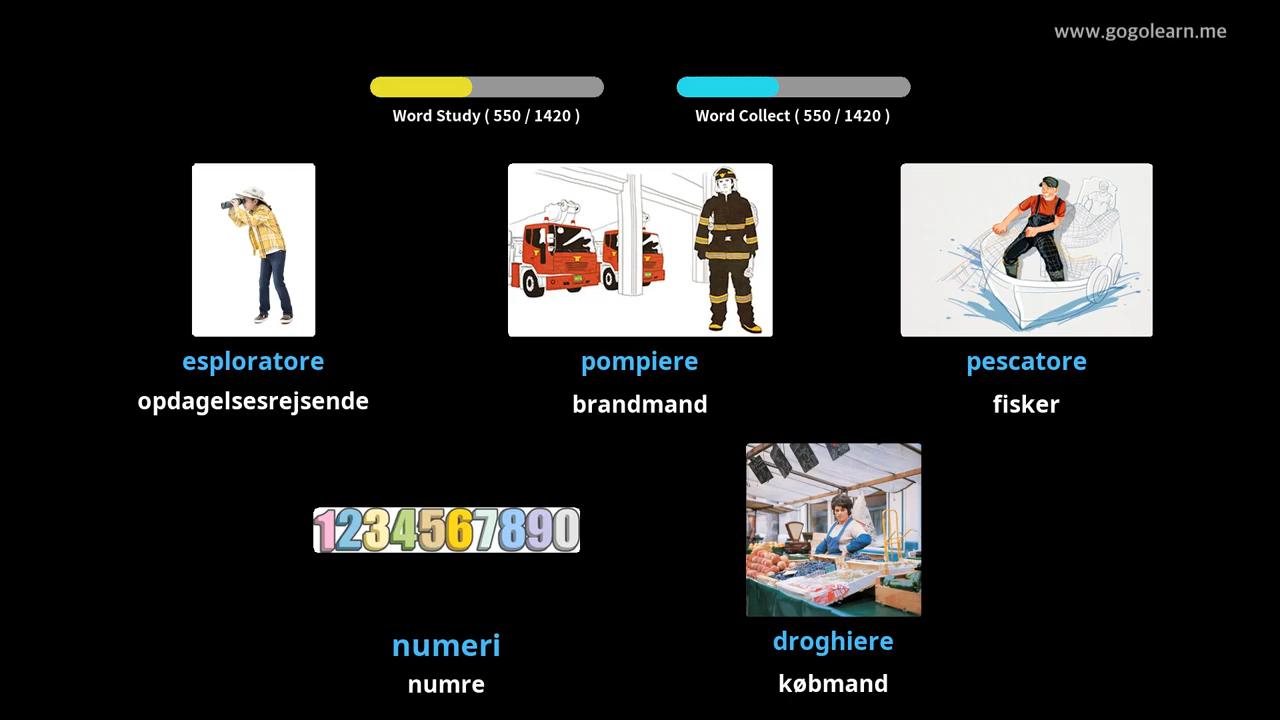 www.gogolearn.me
Word Study ( 550 / 1420 )
Word Collect ( 550 / 1420 )
esploratore
pompiere
pescatore
opdagelsesrejsende
brandmand
fisker
1234567890
numeri
droghiere
numre
købmand